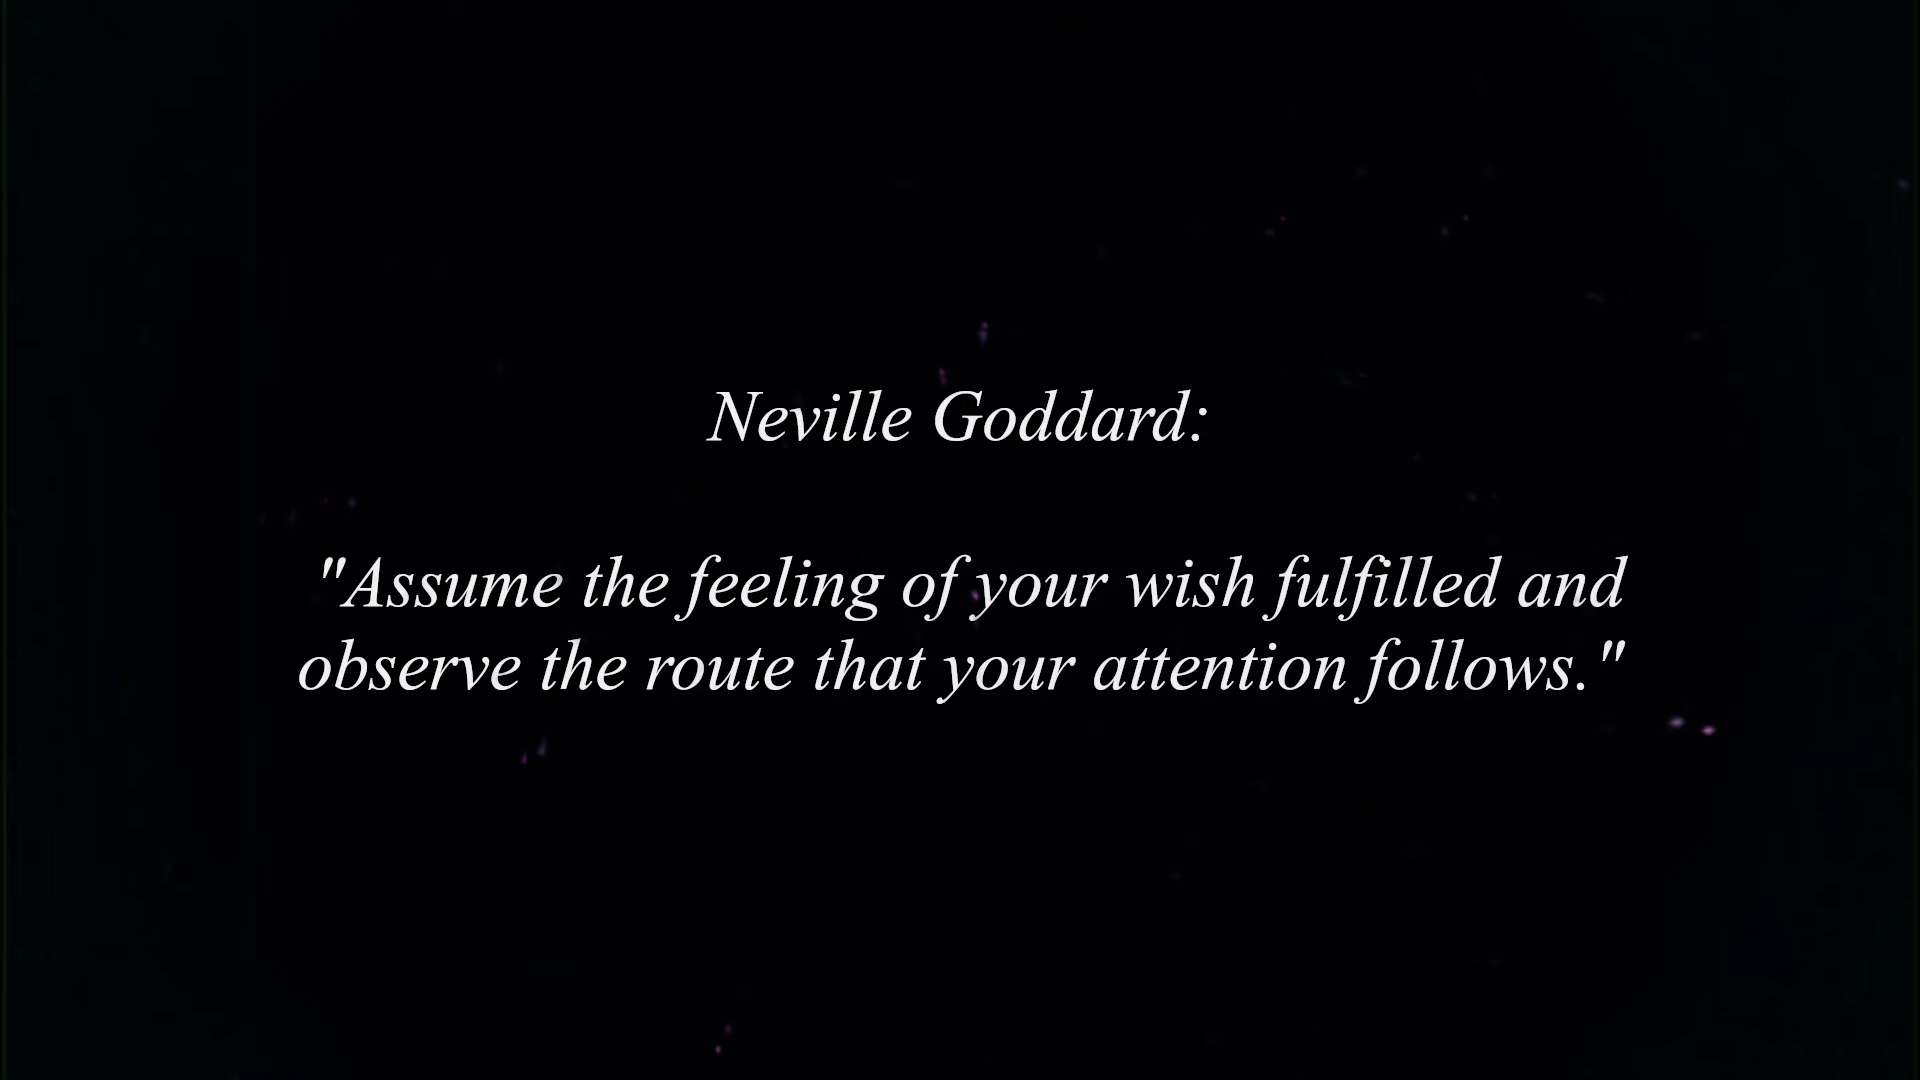 Neville Goddard:
"Assume the feeling of your wish fulfilled and
observe the route that your attention follows."